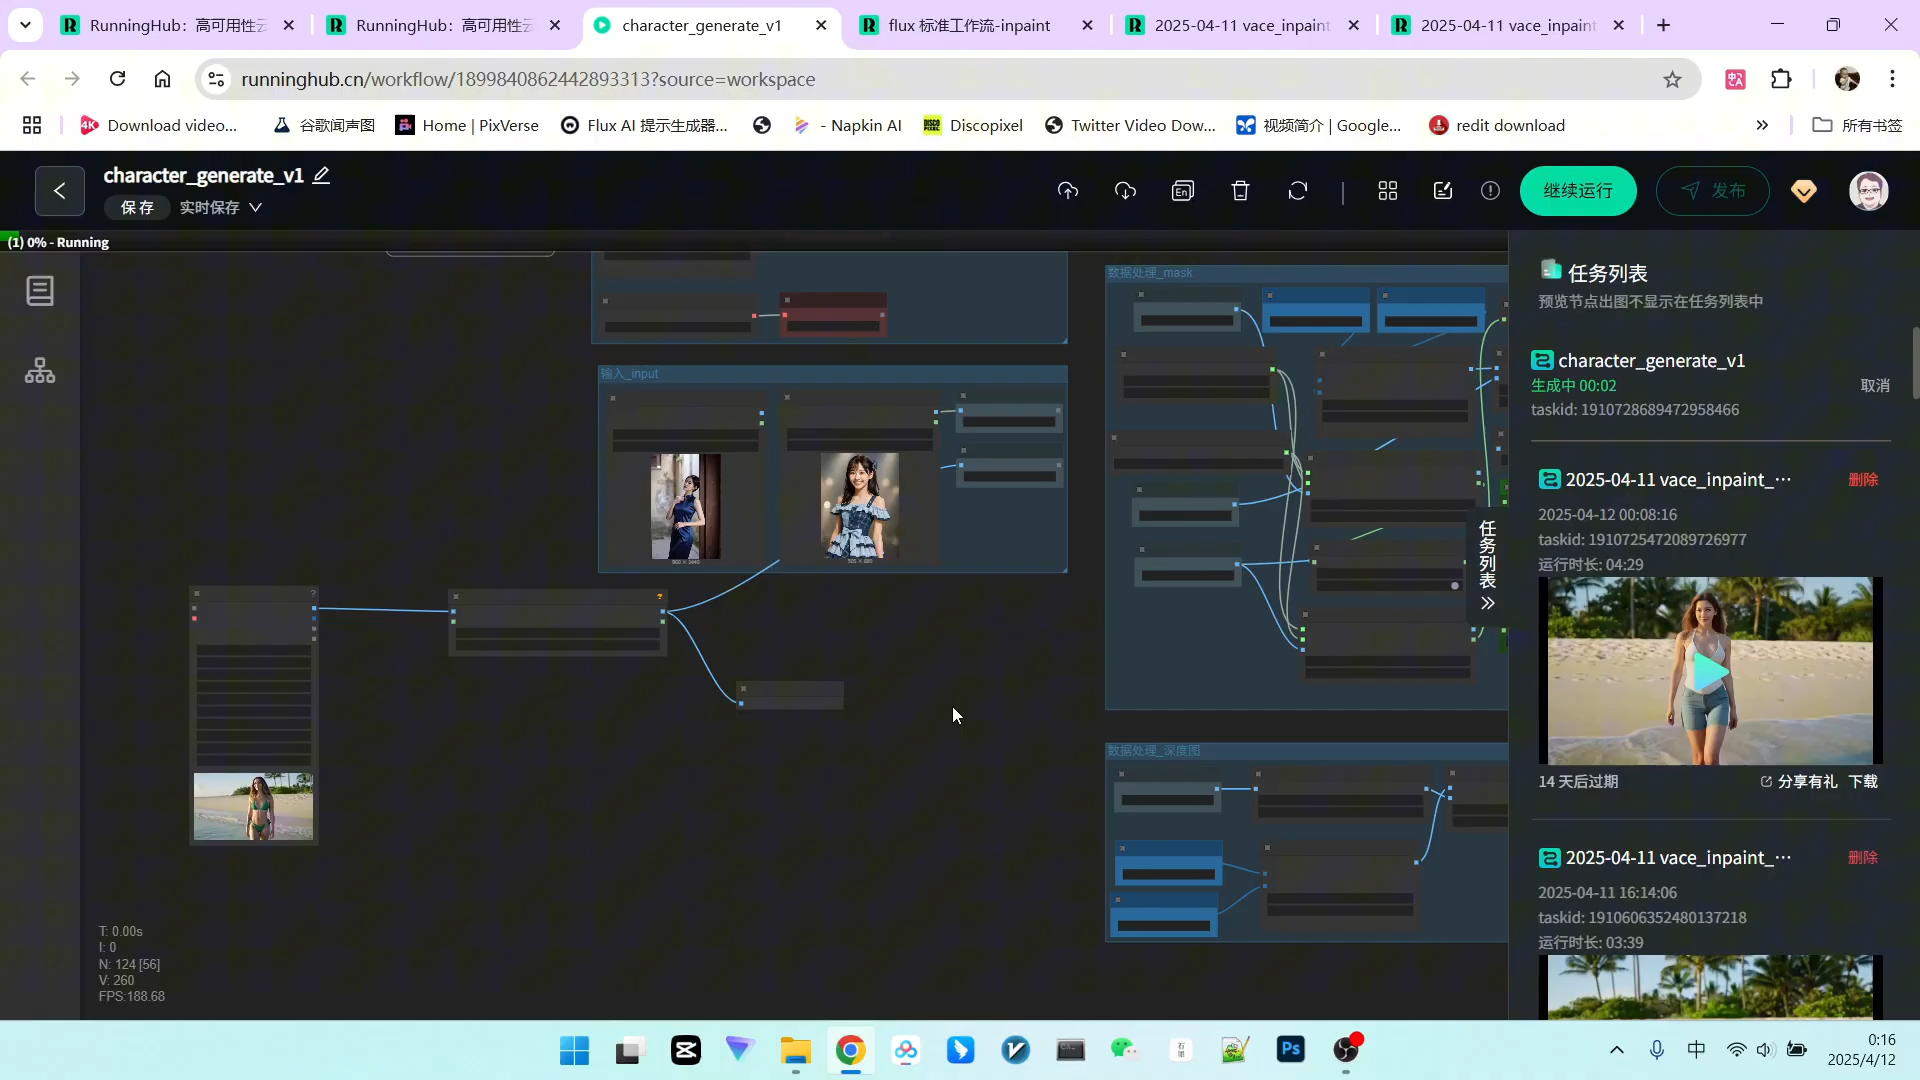 RunningHub：高可用性云
RunningHub：高可用性云
character_generate_v1
flux 标准工作流-inpaint
2025-04-11 vace_inpaint
2025-04-11 vace_inpaint
runninghub.cn/workflow/1899840862442893313?source=workspace
Download video...
谷歌闻声图
Home | PixVerse
Flux AI 提示生成器...
- Napkin AI
Discopixel
Twitter Video Dow...
视频简介 | Google...
redit download
所有书签
character_generate_v1
保存
实时保存
En
继续运行
发布
(1) 0% - Running
输入_input
数据处理_mask
数据处理_深度图
任务列表
T: 0.00s
I: 0
N: 124 [56]
V: 260
FPS:188.68
任务列表
预览节点出图不显示在任务列表中
character_generate_v1
生成中 00:02
取消
taskid: 1910728689472958466
2025-04-11 vace_inpaint_···
删除
2025-04-12 00:08:16
taskid: 1910725472089726977
运行时长: 04:29
14 天后过期
分享有礼
下载
2025-04-11 vace_inpaint_···
删除
2025-04-11 16:14:06
taskid: 1910606352480137218
运行时长: 03:39
Ps
中
0:16
2025/4/12